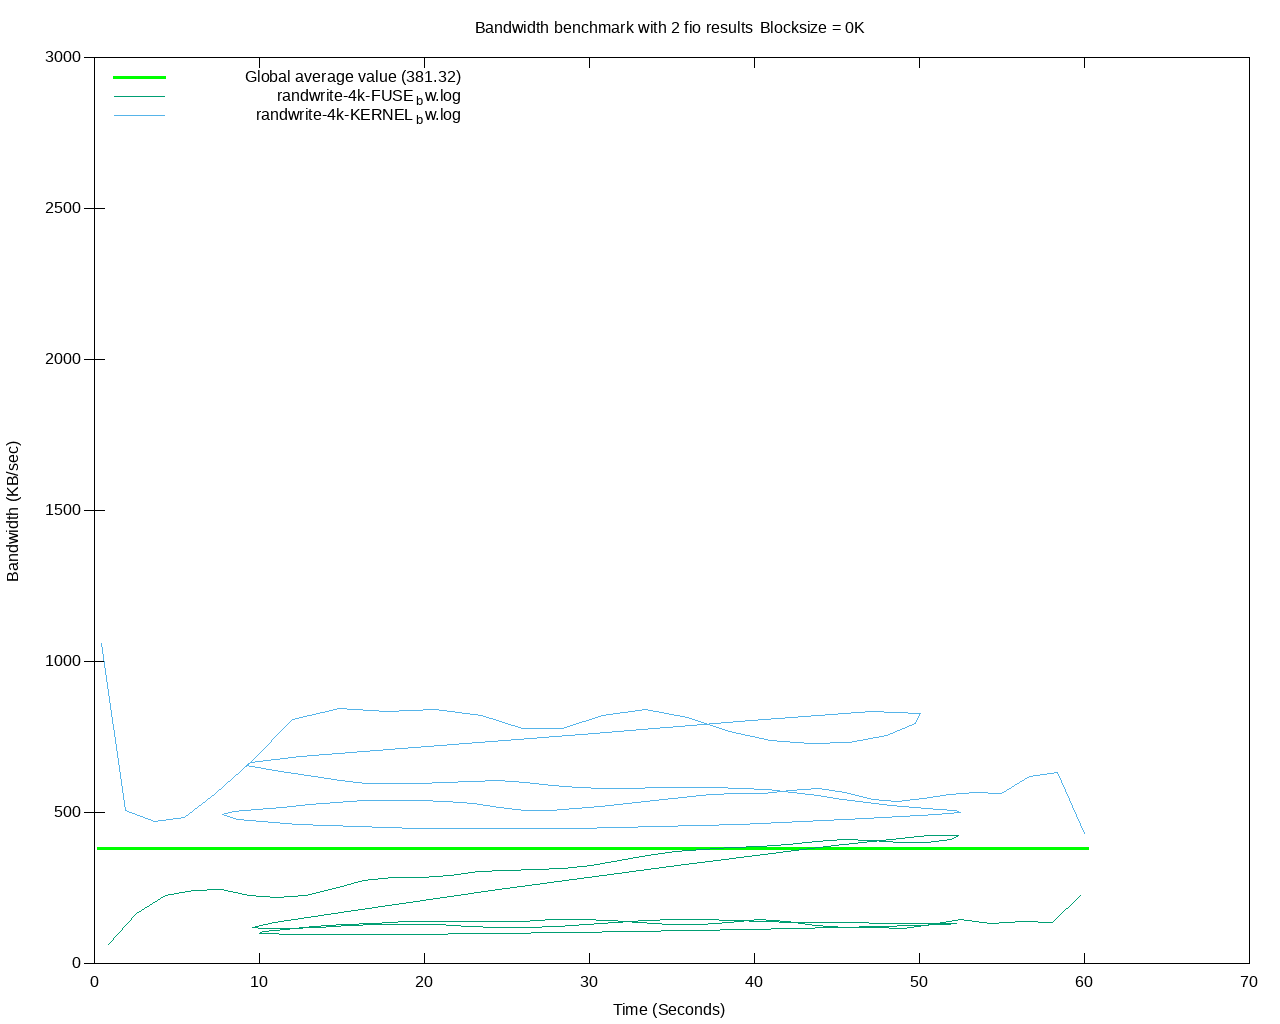 Bandwidth benchmark with 2 fio results Blocksize = 0K
3000
Global average value (381.32)
randwrite-4k-FUSE_bw.log
randwrite-4k-KERNEL_bw.log
2500
2000
1500
1000
500
0
Bandwidth (KB/sec)
0 10 20 30 40 50 60 70
Time (Seconds)